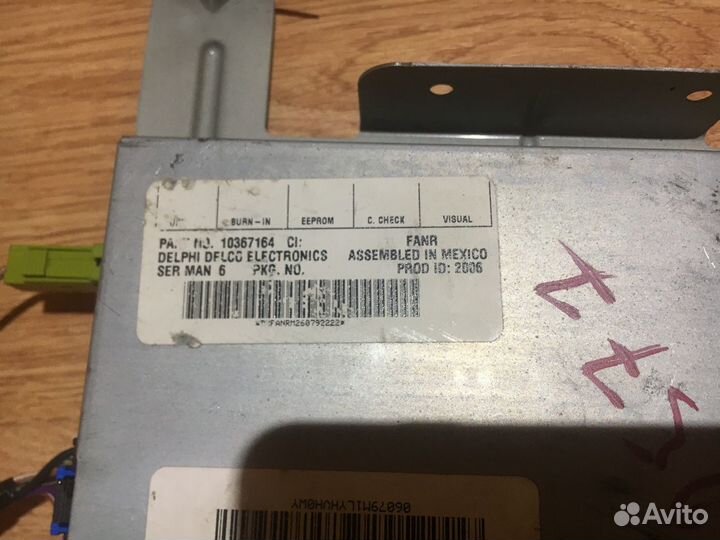 BURN-IN EEPROM C. CHECK VISUAL
NO. 10367164 CI: FANR
DELPHI DELCO ELECTRONICS ASSEMBLED IN MEXICO
SER MAN 6 PKG. NO. PROD ID: 2006
06079M1LYHVH0WY
Avito